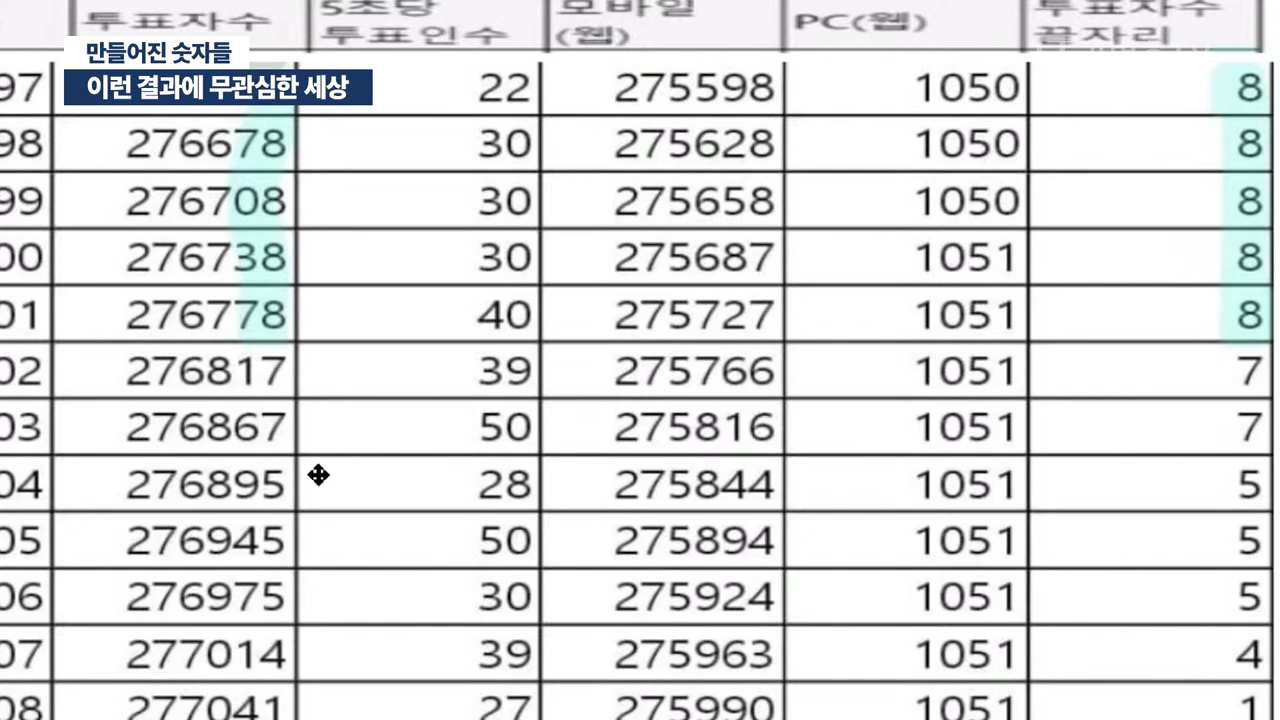 투표자수 5초당 투표인수 모바일 (웹) PC(웹) 투표자수 끝자리
만들어진 숫자들
이런 결과에 무관심한 세상
97 22 275598 1050 8
98 276678 30 275628 1050 8
99 276708 30 275658 1050 8
00 276738 30 275687 1051 8
01 276778 40 275727 1051 8
02 276817 39 275766 1051 7
03 276867 50 275816 1051 7
04 276895 28 275844 1051 5
05 276945 50 275894 1051 5
06 276975 30 275924 1051 5
07 277014 39 275963 1051 4
08 277041 27 275990 1051 1